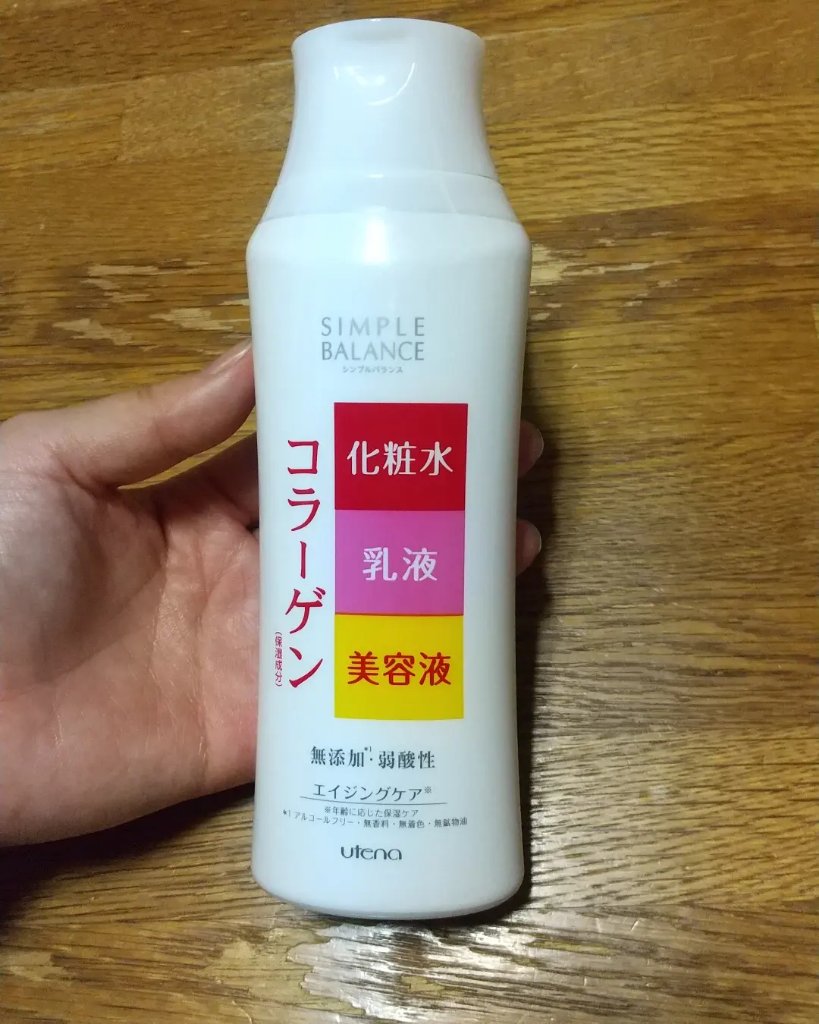 SIMPLE
BALANCE
シンプルバランス
コラーゲン
(保湿成分)
化粧水
乳液
美容液
無添加*1・弱酸性
エイジングケア※
※年齢に応じた保湿ケア
*1 アルコールフリー・無香料・無着色・無鉱物油
utena